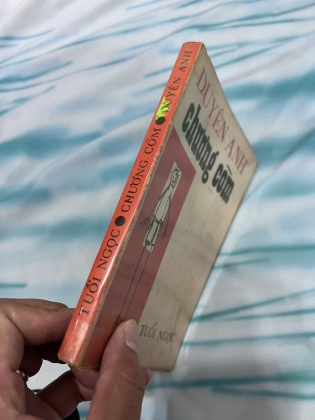 TUỔI NGỌC ● CHƯƠNG CÒM ● DUYÊN ANH
DUYÊN ANH
chương còm
TUỔI NGỌC